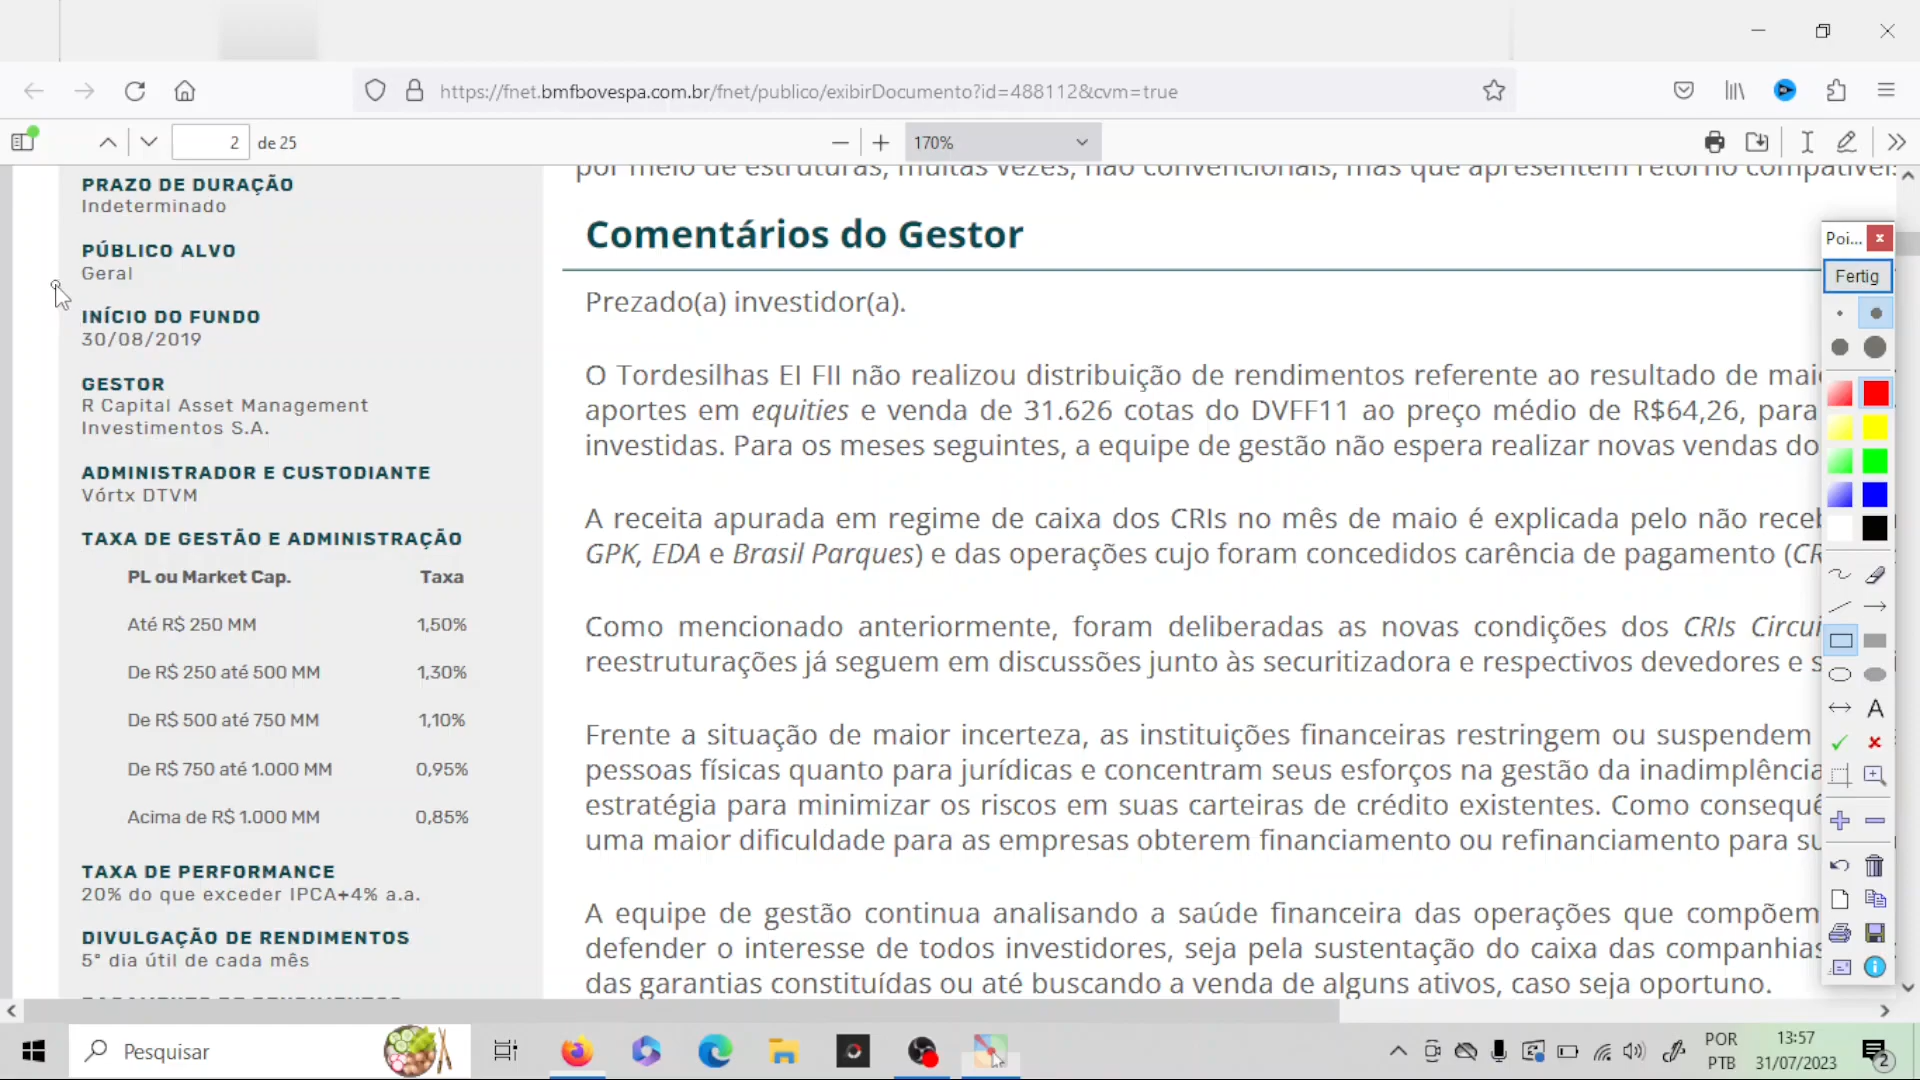 https://fnet.bmfbovespa.com.br/fnet/publico/exibirDocumento?id=488112&cvm=true
2 de 25
170%
PRAZO DE DURAÇÃO
Indeterminado
PÚBLICO ALVO
Geral
INÍCIO DO FUNDO
30/08/2019
GESTOR
R Capital Asset Management
Investimentos S.A.
ADMINISTRADOR E CUSTODIANTE
Vórtx DTVM
TAXA DE GESTÃO E ADMINISTRAÇÃO
PL ou Market Cap. Taxa
Até R$ 250 MM 1,50%
De R$ 250 até 500 MM 1,30%
De R$ 500 até 750 MM 1,10%
De R$ 750 até 1.000 MM 0,95%
Acima de R$ 1.000 MM 0,85%
TAXA DE PERFORMANCE
20% do que exceder IPCA+4% a.a.
DIVULGAÇÃO DE RENDIMENTOS
5° dia útil de cada mês
por meio de estruturas, muitas vezes, não convencionais, mas que apresentem retorno
Comentários do Gestor
Prezado(a) investidor(a).
O Tordesilhas EI FII não realizou distribuição de rendimentos referente ao resultado de
aportes em equities e venda de 31.626 cotas do DVFF11 ao preço médio de R$64,26, para
investidas. Para os meses seguintes, a equipe de gestão não espera realizar novas vendas do
A receita apurada em regime de caixa dos CRIs no mês de maio é explicada pelo não
GPK, EDA e Brasil Parques) e das operações cujo foram concedidos carência de pagamento (
Como mencionado anteriormente, foram deliberadas as novas condições dos CRIs
reestruturações já seguem em discussões junto às securitizadora e respectivos devedores e
Frente a situação de maior incerteza, as instituições financeiras restringem ou suspendem
pessoas físicas quanto para jurídicas e concentram seus esforços na gestão da inadimplência
estratégia para minimizar os riscos em suas carteiras de crédito existentes. Como
uma maior dificuldade para as empresas obterem financiamento ou refinanciamento para
A equipe de gestão continua analisando a saúde financeira das operações que compõem
defender o interesse de todos investidores, seja pela sustentação do caixa das companhias
das garantias constituídas ou até buscando a venda de alguns ativos, caso seja oportuno.
Poi...
Fertig
A
Pesquisar
POR
PTB
13:57
31/07/2023
2